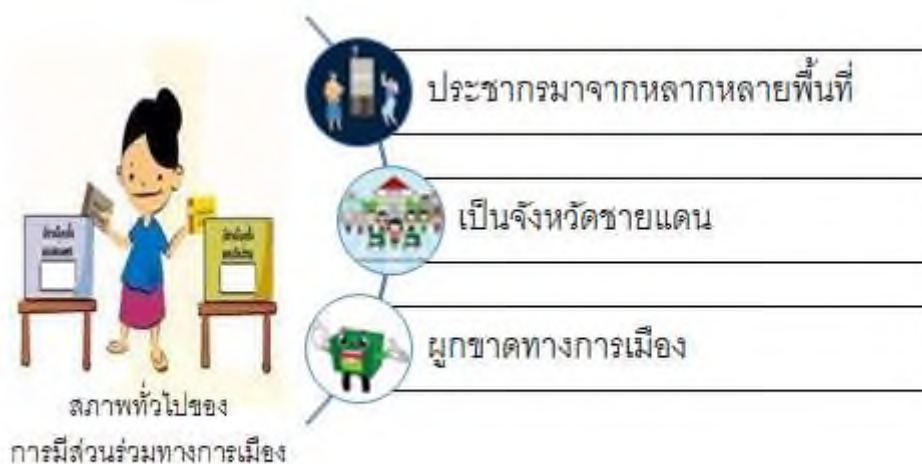 ประชากรมาจากหลากหลายพื้นที่
เป็นจังหวัดชายแดน
ผูกขาดทางการเมือง
สภาพทั่วไปของ
การมีส่วนร่วมทางการเมือง